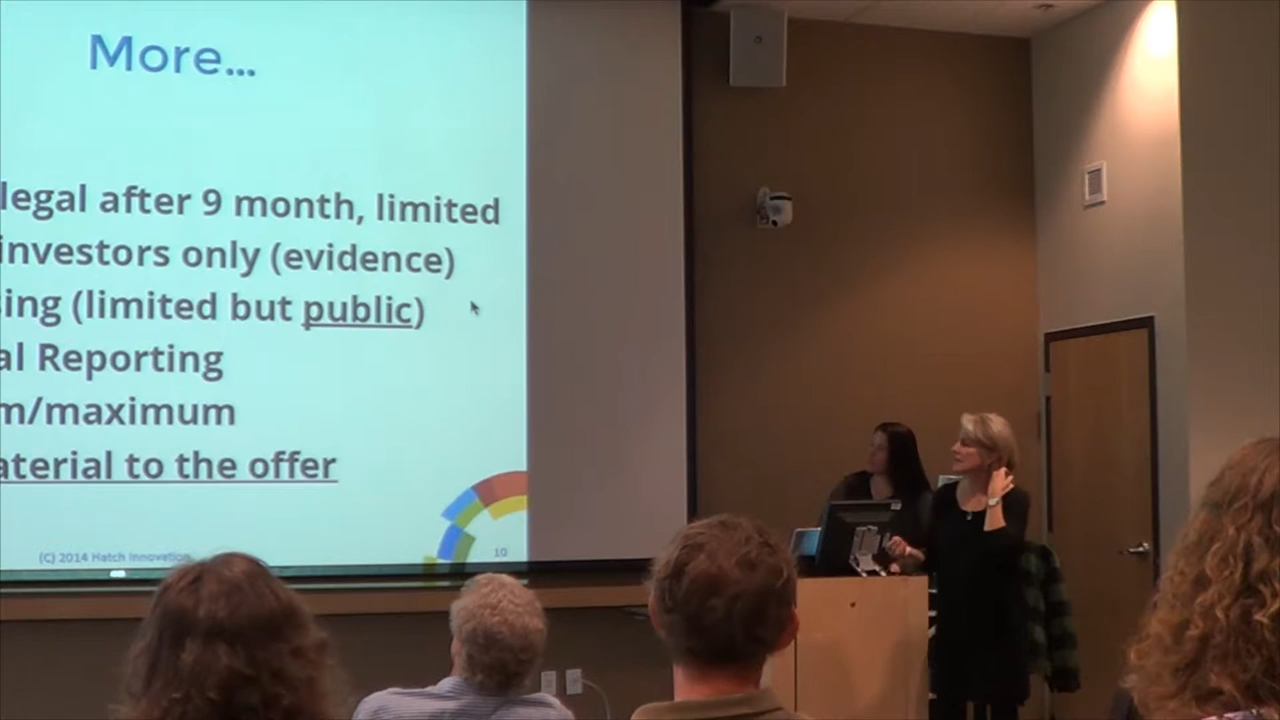 More...
legal after 9 month, limited
investors only (evidence)
sing (limited but public)
al Reporting
m/maximum
aterial to the offer
(C) 2014 Hatch Innovation
10